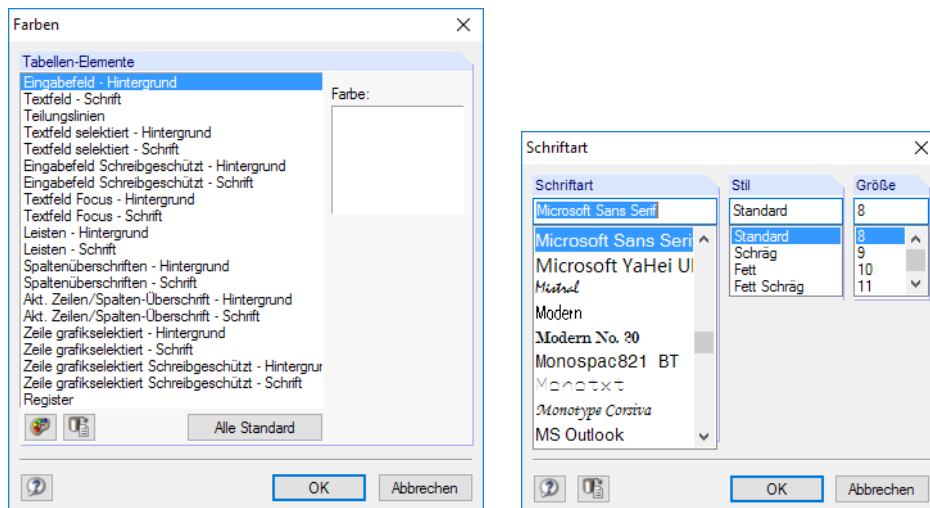 Farben
Tabellen-Elemente
Eingabefeld - Hintergrund
Textfeld - Schrift
Teilungslinien
Textfeld selektiert - Hintergrund
Textfeld selektiert - Schrift
Eingabefeld Schreibgeschützt - Hintergrund
Eingabefeld Schreibgeschützt - Schrift
Textfeld Focus - Hintergrund
Textfeld Focus - Schrift
Leisten - Hintergrund
Leisten - Schrift
Spaltenüberschriften - Hintergrund
Spaltenüberschriften - Schrift
Akt. Zeilen/Spalten-Überschrift - Hintergrund
Akt. Zeilen/Spalten-Überschrift - Schrift
Zeile grafikselektiert - Hintergrund
Zeile grafikselektiert - Schrift
Zeile grafikselektiert Schreibgeschützt - Hintergrur
Zeile grafikselektiert Schreibgeschützt - Schrift
Register
Farbe:
Alle Standard
OK
Abbrechen
Schriftart
Schriftart
Microsoft Sans Serif
Microsoft Sans Serif
Microsoft YaHei UI
Mistral
Modern
Modern No. 20
Monospac821 BT
Monotxt
Monotype Corsiva
MS Outlook
Stil
Standard
Standard
Schräg
Fett
Fett Schräg
Größe
8
8
9
10
11
OK
Abbrechen